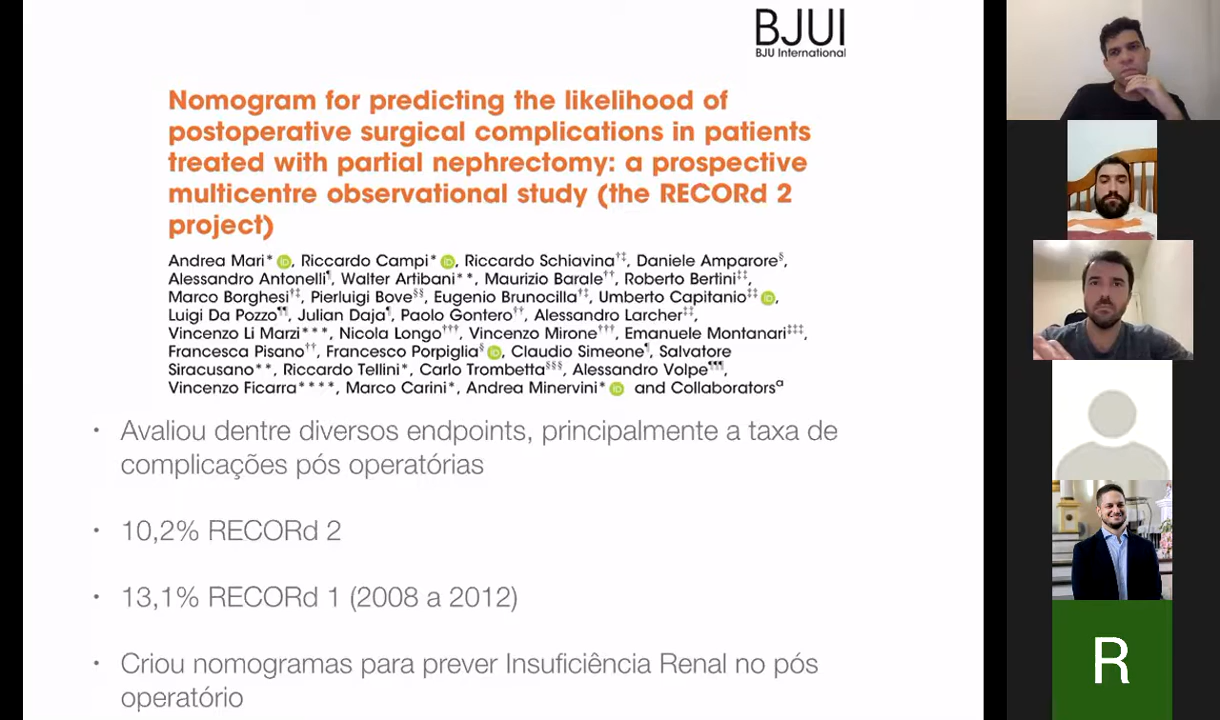 BJUI
BJU International
Nomogram for predicting the likelihood of
postoperative surgical complications in patients
treated with partial nephrectomy: a prospective
multicentre observational study (the RECORd 2
project)
Andrea Mari* iD, Riccardo Campi* iD, Riccardo Schiavina††, Daniele Amparore§,
Alessandro Antonelli¶, Walter Artibani**, Maurizio Barale††, Roberto Bertini‡‡,
Marco Borghesi†‡, Pierluigi Bove§§, Eugenio Brunocilla†‡, Umberto Capitanio‡‡ iD,
Luigi Da Pozzo¶¶, Julian Daja¶, Paolo Gontero††, Alessandro Larcher‡‡,
Vincenzo Li Marzi***, Nicola Longo†††, Vincenzo Mirone†††, Emanuele Montanari‡‡‡,
Francesca Pisano††, Francesco Porpiglia§ iD, Claudio Simeone¶, Salvatore
Siracusano**, Riccardo Tellini*, Carlo Trombetta§§§, Alessandro Volpe¶¶¶,
Vincenzo Ficarra****, Marco Carini*, Andrea Minervini* iD and Collaboratorsa
• Avaliou dentre diversos endpoints, principalmente a taxa de
complicações pós operatórias
• 10,2% RECORd 2
• 13,1% RECORd 1 (2008 a 2012)
• Criou nomogramas para prever Insuficiência Renal no pós
operatório
R